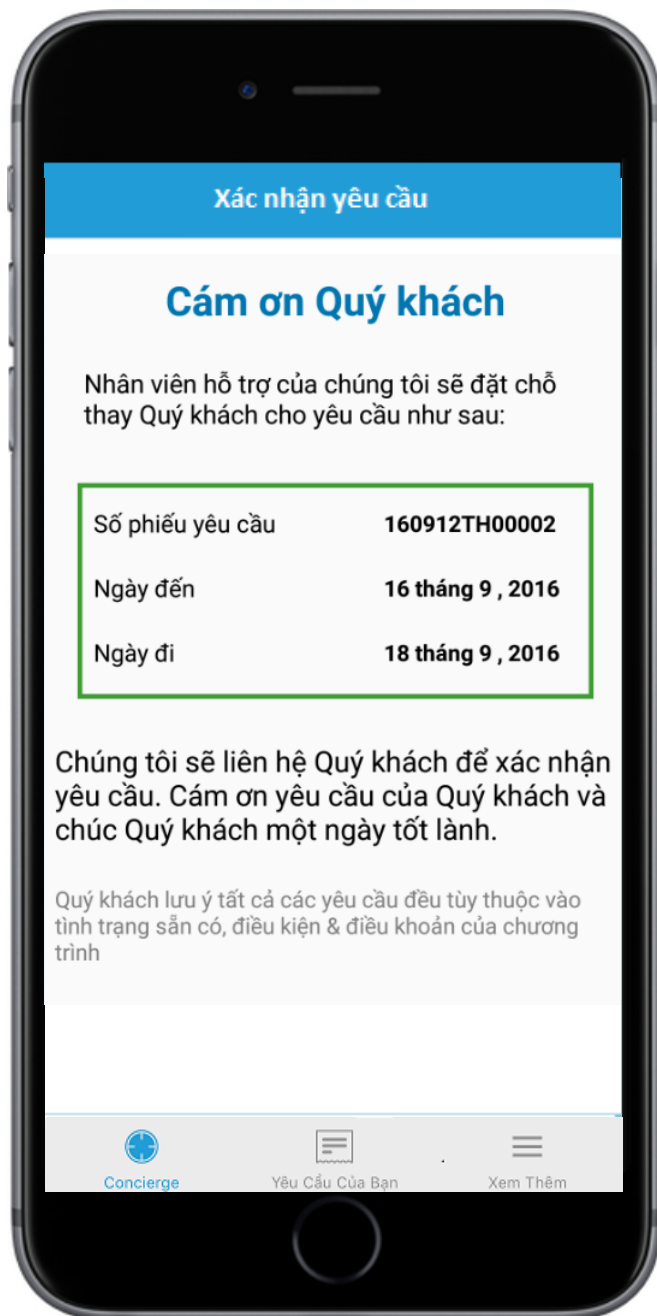 Xác nhận yêu cầu
Cám ơn Quý khách
Nhân viên hỗ trợ của chúng tôi sẽ đặt chỗ
thay Quý khách cho yêu cầu như sau:
Số phiếu yêu cầu 160912TH00002
Ngày đến 16 tháng 9 , 2016
Ngày đi 18 tháng 9 , 2016
Chúng tôi sẽ liên hệ Quý khách để xác nhận
yêu cầu. Cám ơn yêu cầu của Quý khách và
chúc Quý khách một ngày tốt lành.
Quý khách lưu ý tất cả các yêu cầu đều tùy thuộc vào
tình trạng sẵn có, điều kiện & điều khoản của chương
trình
Concierge Yêu Cầu Của Bạn Xem Thêm